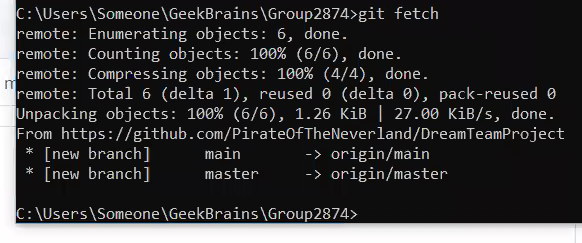 C:\Users\Someone\GeekBrains\Group2874>git fetch
remote: Enumerating objects: 6, done.
remote: Counting objects: 100% (6/6), done.
remote: Compressing objects: 100% (4/4), done.
remote: Total 6 (delta 1), reused 0 (delta 0), pack-reused 0
Unpacking objects: 100% (6/6), 1.26 KiB | 27.00 KiB/s, done.
From https://github.com/PirateOfTheNeverland/DreamTeamProject
 * [new branch]      main       -> origin/main
 * [new branch]      master     -> origin/master
C:\Users\Someone\GeekBrains\Group2874>